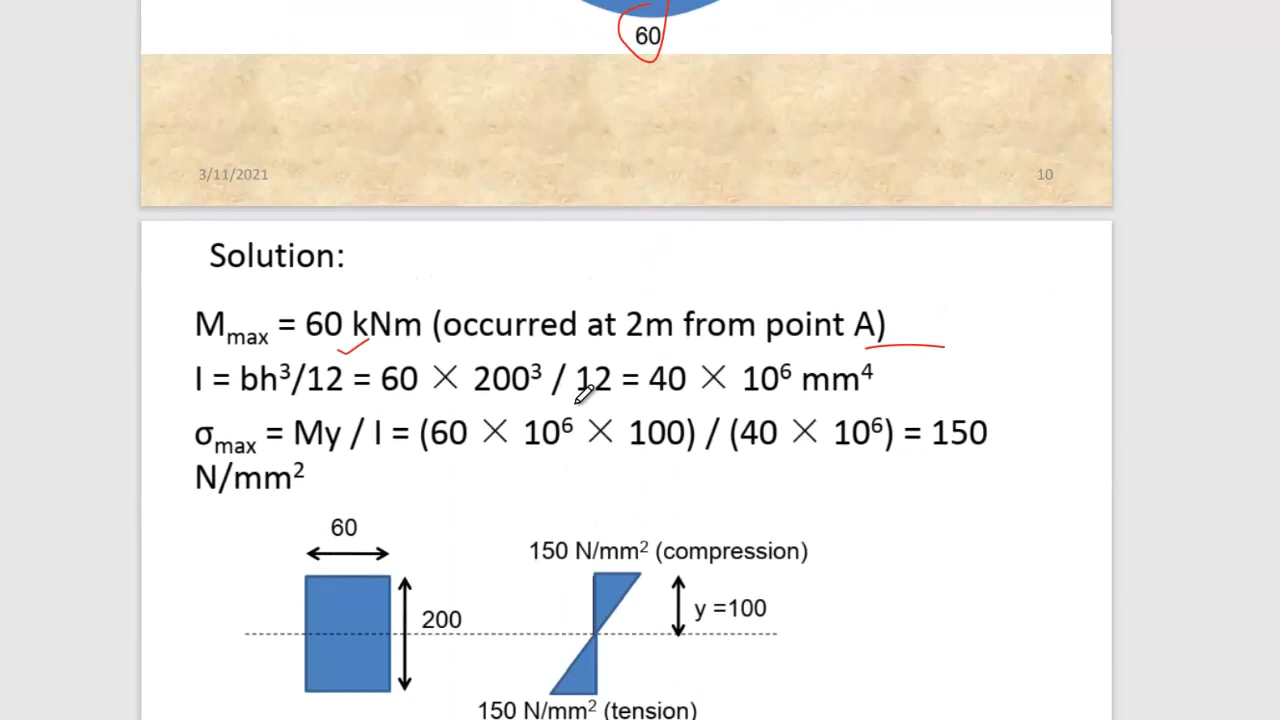 60
3/11/2021
10
Solution:
M_max = 60 kNm (occurred at 2m from point A)
I = bh³/12 = 60 × 200³ / 12 = 40 × 10⁶ mm⁴
σ_max = My / I = (60 × 10⁶ × 100) / (40 × 10⁶) = 150
N/mm²
60
150 N/mm² (compression)
200
y =100
150 N/mm² (tension)